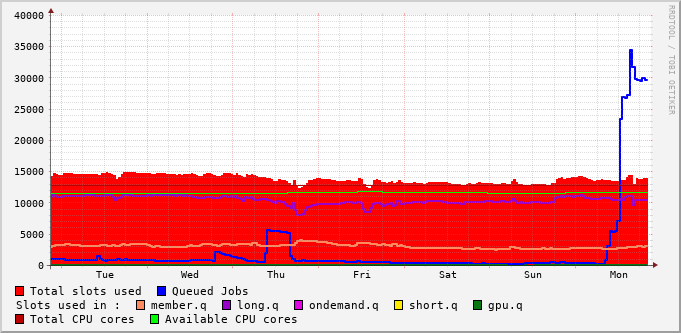 40000
35000
30000
25000
20000
15000
10000
5000
0
Tue Wed Thu Fri Sat Sun Mon
RRDTOOL / TOBI OETIKER
Total slots used Queued Jobs
Slots used in : member.q long.q ondemand.q short.q gpu.q
Total CPU cores Available CPU cores